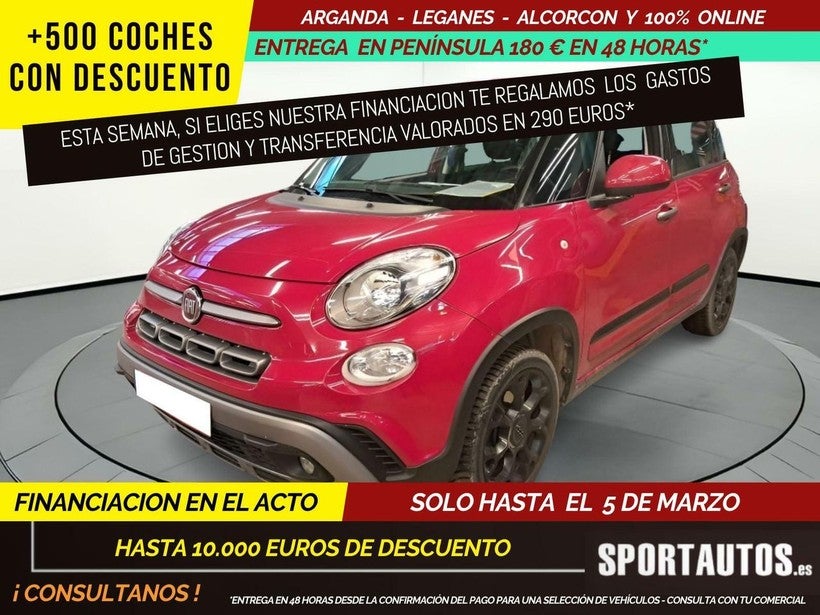 +500 COCHES
CON DESCUENTO
ARGANDA - LEGANES - ALCORCON Y 100% ONLINE
ENTREGA EN PENÍNSULA 180 € EN 48 HORAS*
ESTA SEMANA, SI ELIGES NUESTRA FINANCIACION TE REGALAMOS LOS GASTOS
DE GESTION Y TRANSFERENCIA VALORADOS EN 290 EUROS*
FIAT
FINANCIACION EN EL ACTO
SOLO HASTA EL 5 DE MARZO
HASTA 10.000 EUROS DE DESCUENTO
SPORTAUTOS.es
¡ CONSULTANOS !
*ENTREGA EN 48 HORAS DESDE LA CONFIRMACIÓN DEL PAGO PARA UNA SELECCIÓN DE VEHÍCULOS - CONSULTA CON TU COMERCIAL